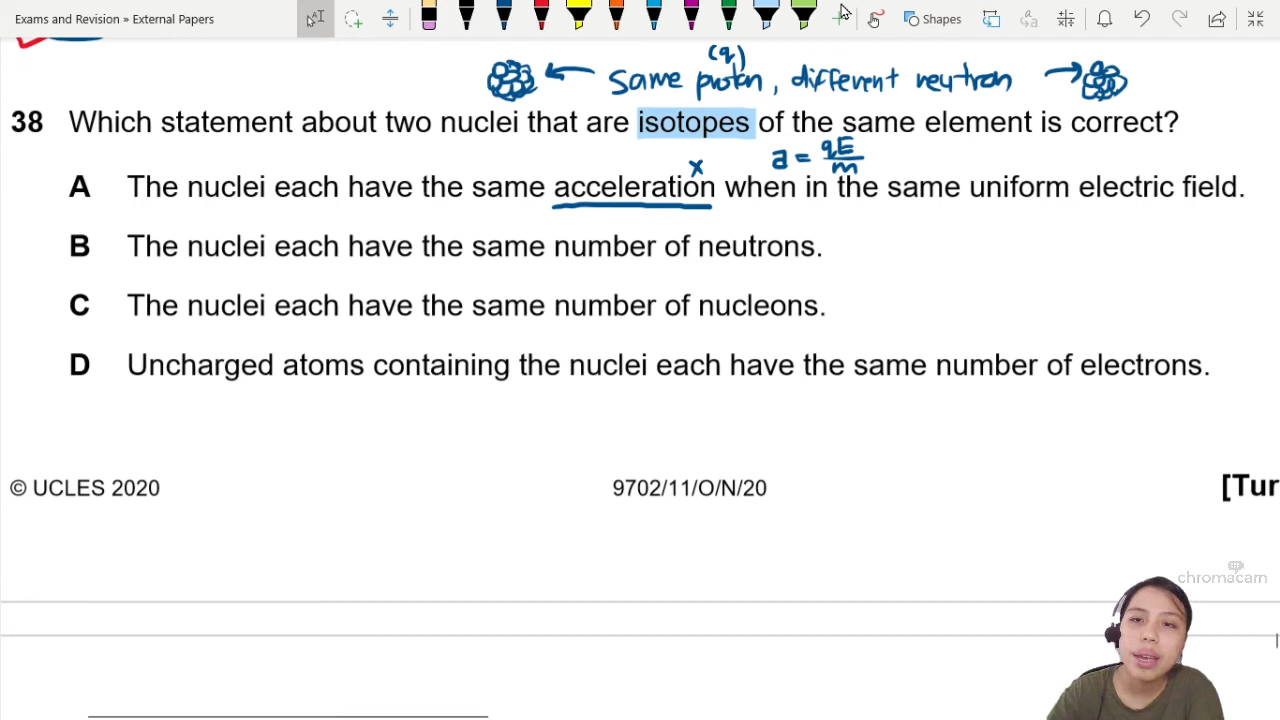 Exams and Revision » External Papers
Shapes
(q)
Same proton, different neutron
38 Which statement about two nuclei that are isotopes of the same element is correct?
x a = qE/m
A The nuclei each have the same acceleration when in the same uniform electric field.
B The nuclei each have the same number of neutrons.
C The nuclei each have the same number of nucleons.
D Uncharged atoms containing the nuclei each have the same number of electrons.
© UCLES 2020 9702/11/O/N/20 [Tur
chromacam